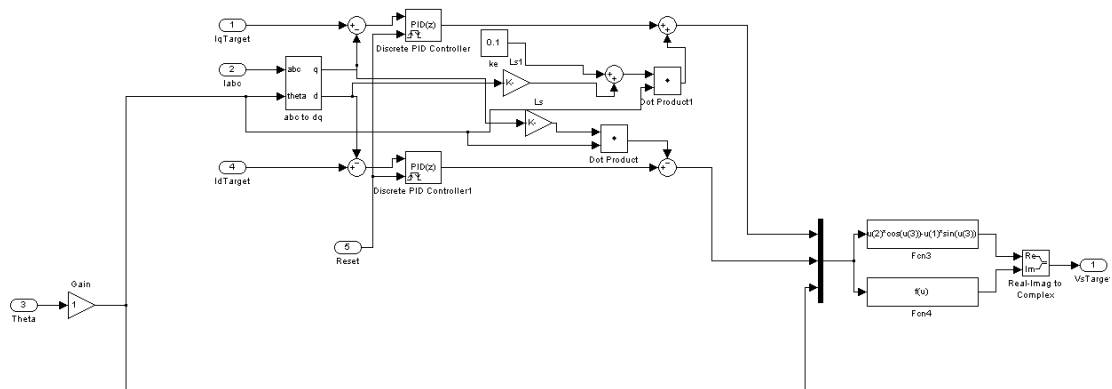 1
IqTarget
PID(z)
Discrete PID Controller
0.1
ke
Ls1
K-
Dot Product1
2
Iabc
abc q
theta d
abc to dq
Ls
K-
Dot Product
4
IdTarget
PID(z)
Discrete PID Controller1
5
Reset
u(2)*cos(u(3))-u(1)*sin(u(3))
Fcn3
f(u)
Fcn4
Re
Im
Real-Imag to
Complex
1
VsTarget
Gain
1
3
Theta